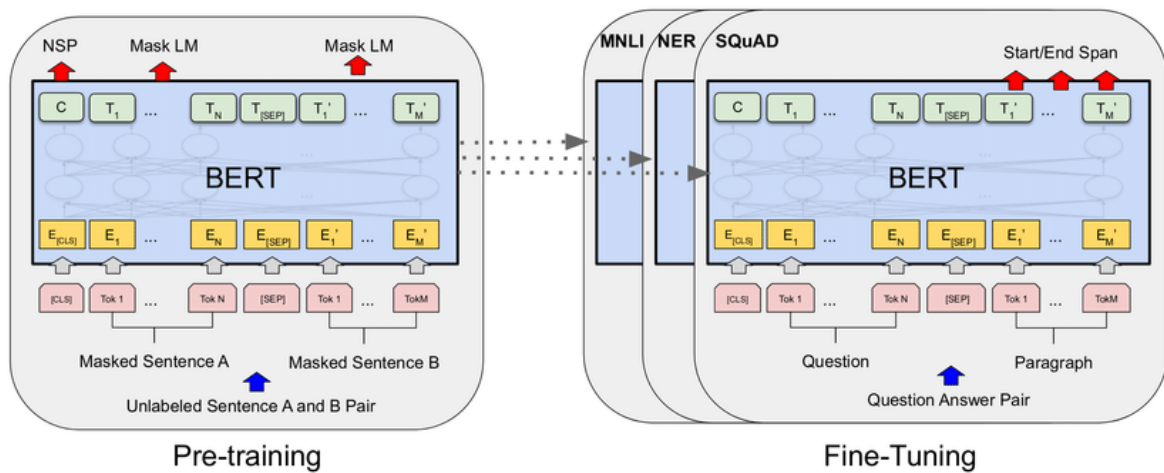 NSP Mask LM Mask LM
C T1 ... TN T[SEP] T1' ... TM'
...
BERT
...
E[CLS] E1 ... EN E[SEP] E1' ... EM'
[CLS] Tok 1 ... Tok N [SEP] Tok 1 ... TokM
Masked Sentence A Masked Sentence B
Unlabeled Sentence A and B Pair
Pre-training
MNLI NER SQuAD
Start/End Span
C T1 ... TN T[SEP] T1' ... TM'
...
BERT
...
E[CLS] E1 ... EN E[SEP] E1' ... EM'
[CLS] Tok 1 ... Tok N [SEP] Tok 1 ... TokM
Question Paragraph
Question Answer Pair
Fine-Tuning